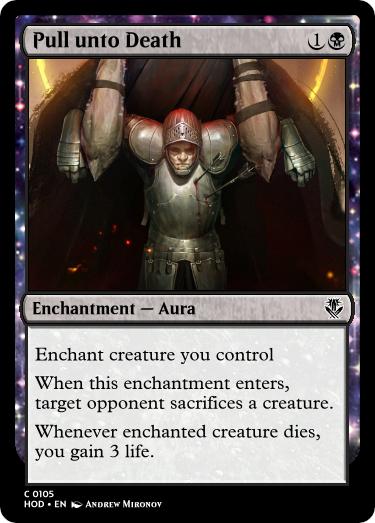 Pull unto Death 1
Enchantment — Aura
Enchant creature you control
When this enchantment enters,
target opponent sacrifices a creature.
Whenever enchanted creature dies,
you gain 3 life.
C 0105
HOD • EN Andrew Mironov